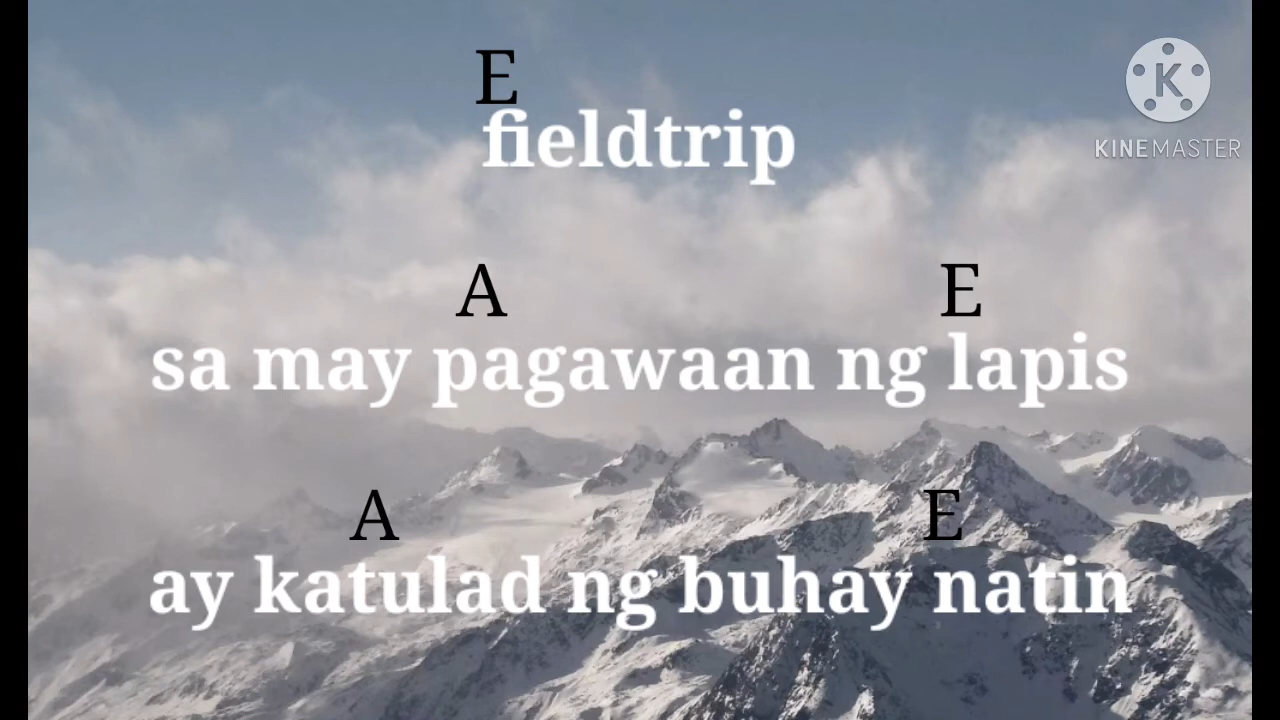 E
fieldtrip
K
KINEMASTER
A E
sa may pagawaan ng lapis
A E
ay katulad ng buhay natin